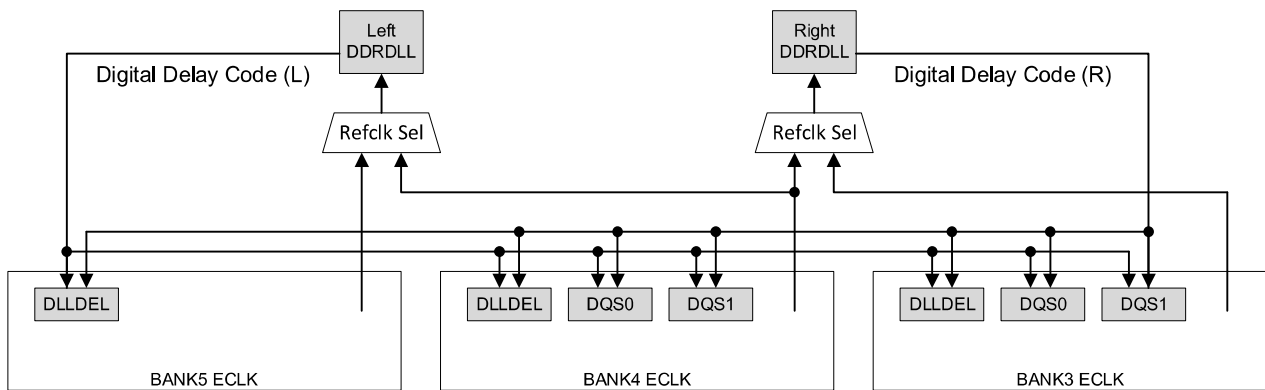 Left
DDRDLL
Right
DDRDLL
Digital Delay Code (L)
Digital Delay Code (R)
Refclk Sel
Refclk Sel
DLLDEL
DLLDEL
DQS0
DQS1
DLLDEL
DQS0
DQS1
BANK5 ECLK
BANK4 ECLK
BANK3 ECLK